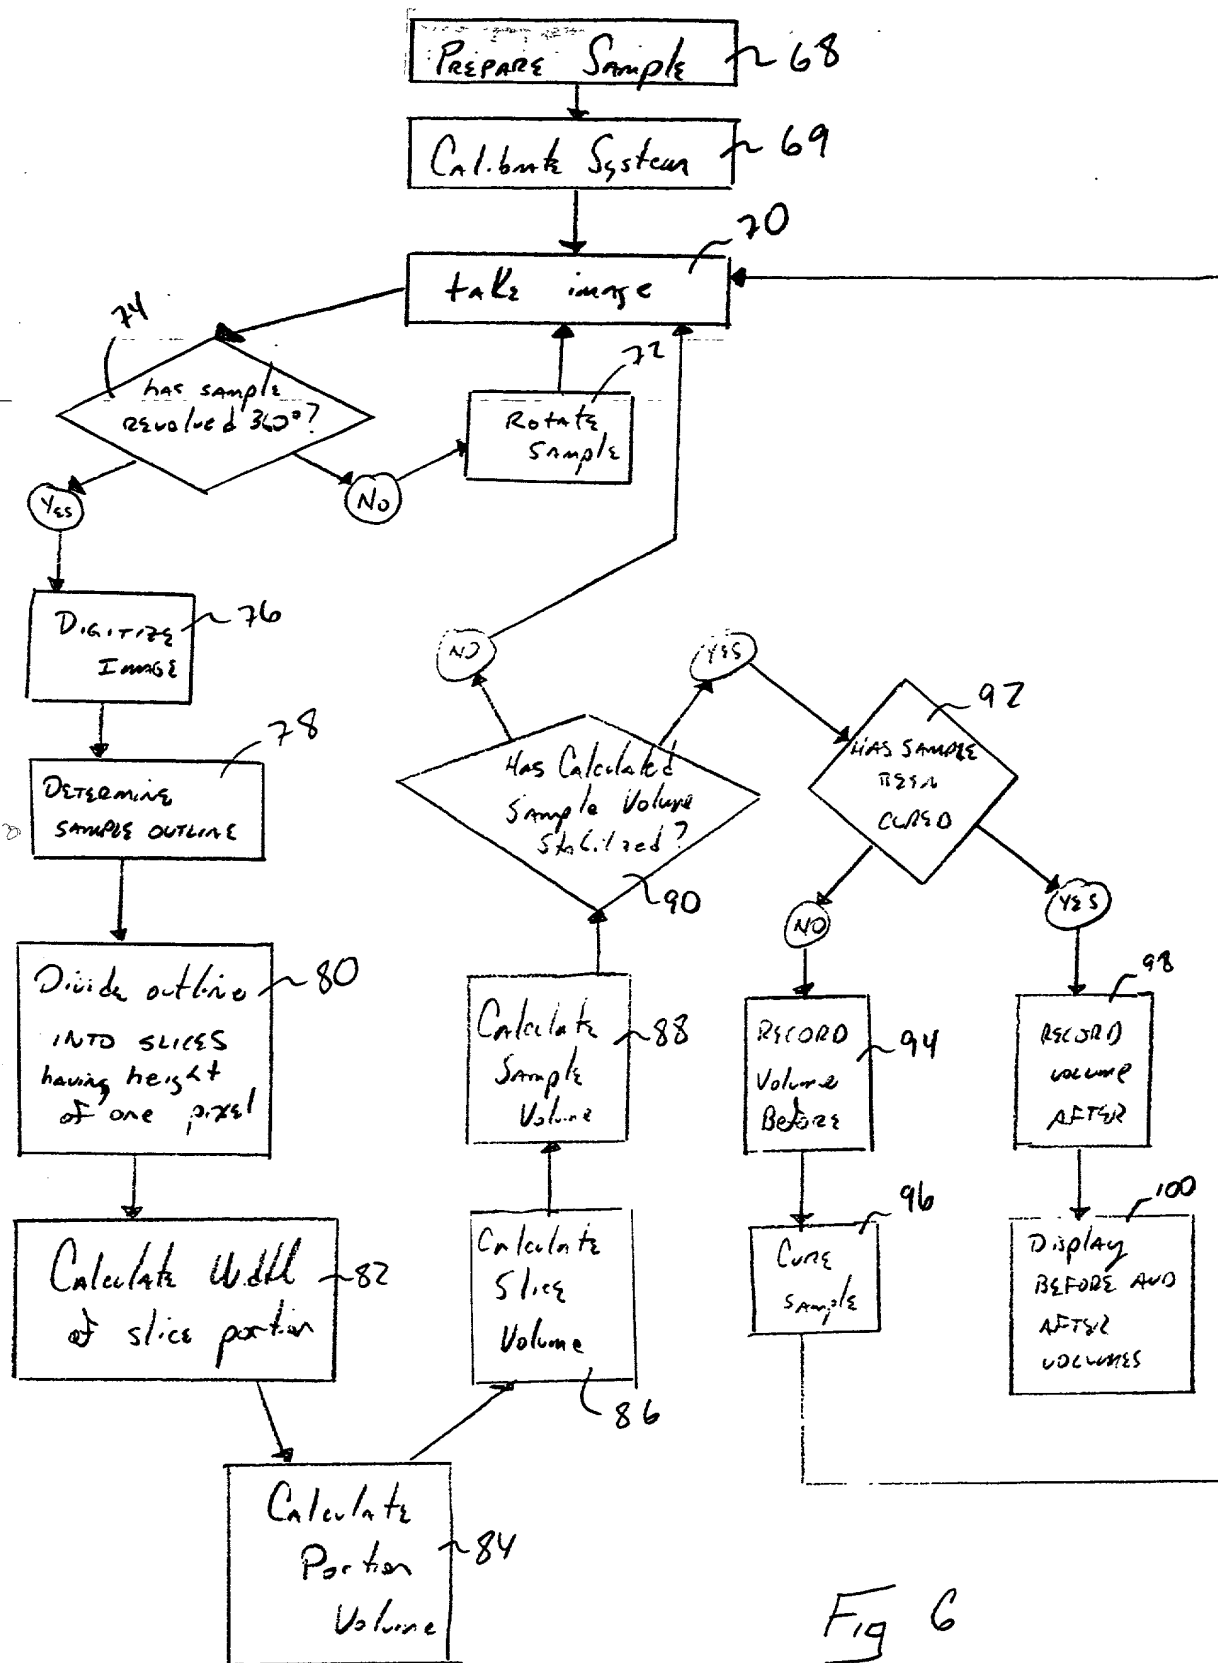 PREPARE Sample 68
Calibrate System 69
70
take image
74
has sample
revolved 360°?
72
Rotate
Sample
Yes
No
Digitize
Image
76
78
Determine
sample outline
NO
YES
92
Has Calculated
Sample Volume
Stabilized?
90
HAS SAMPLE
BEEN
CURED
NO
YES
Divide outline
INTO SLICES
having height
of one pixel
80
Calculate
Sample
Volume
88
RECORD
Volume
Before
94
98
RECORD
VOLUME
AFTER
Calculate Width
of slice portion
82
Calculate
Slice
Volume
86
96
Cure
Sample
100
Display
BEFORE AND
AFTER
VOLUMES
Calculate
Portion
Volume
84
Fig 6